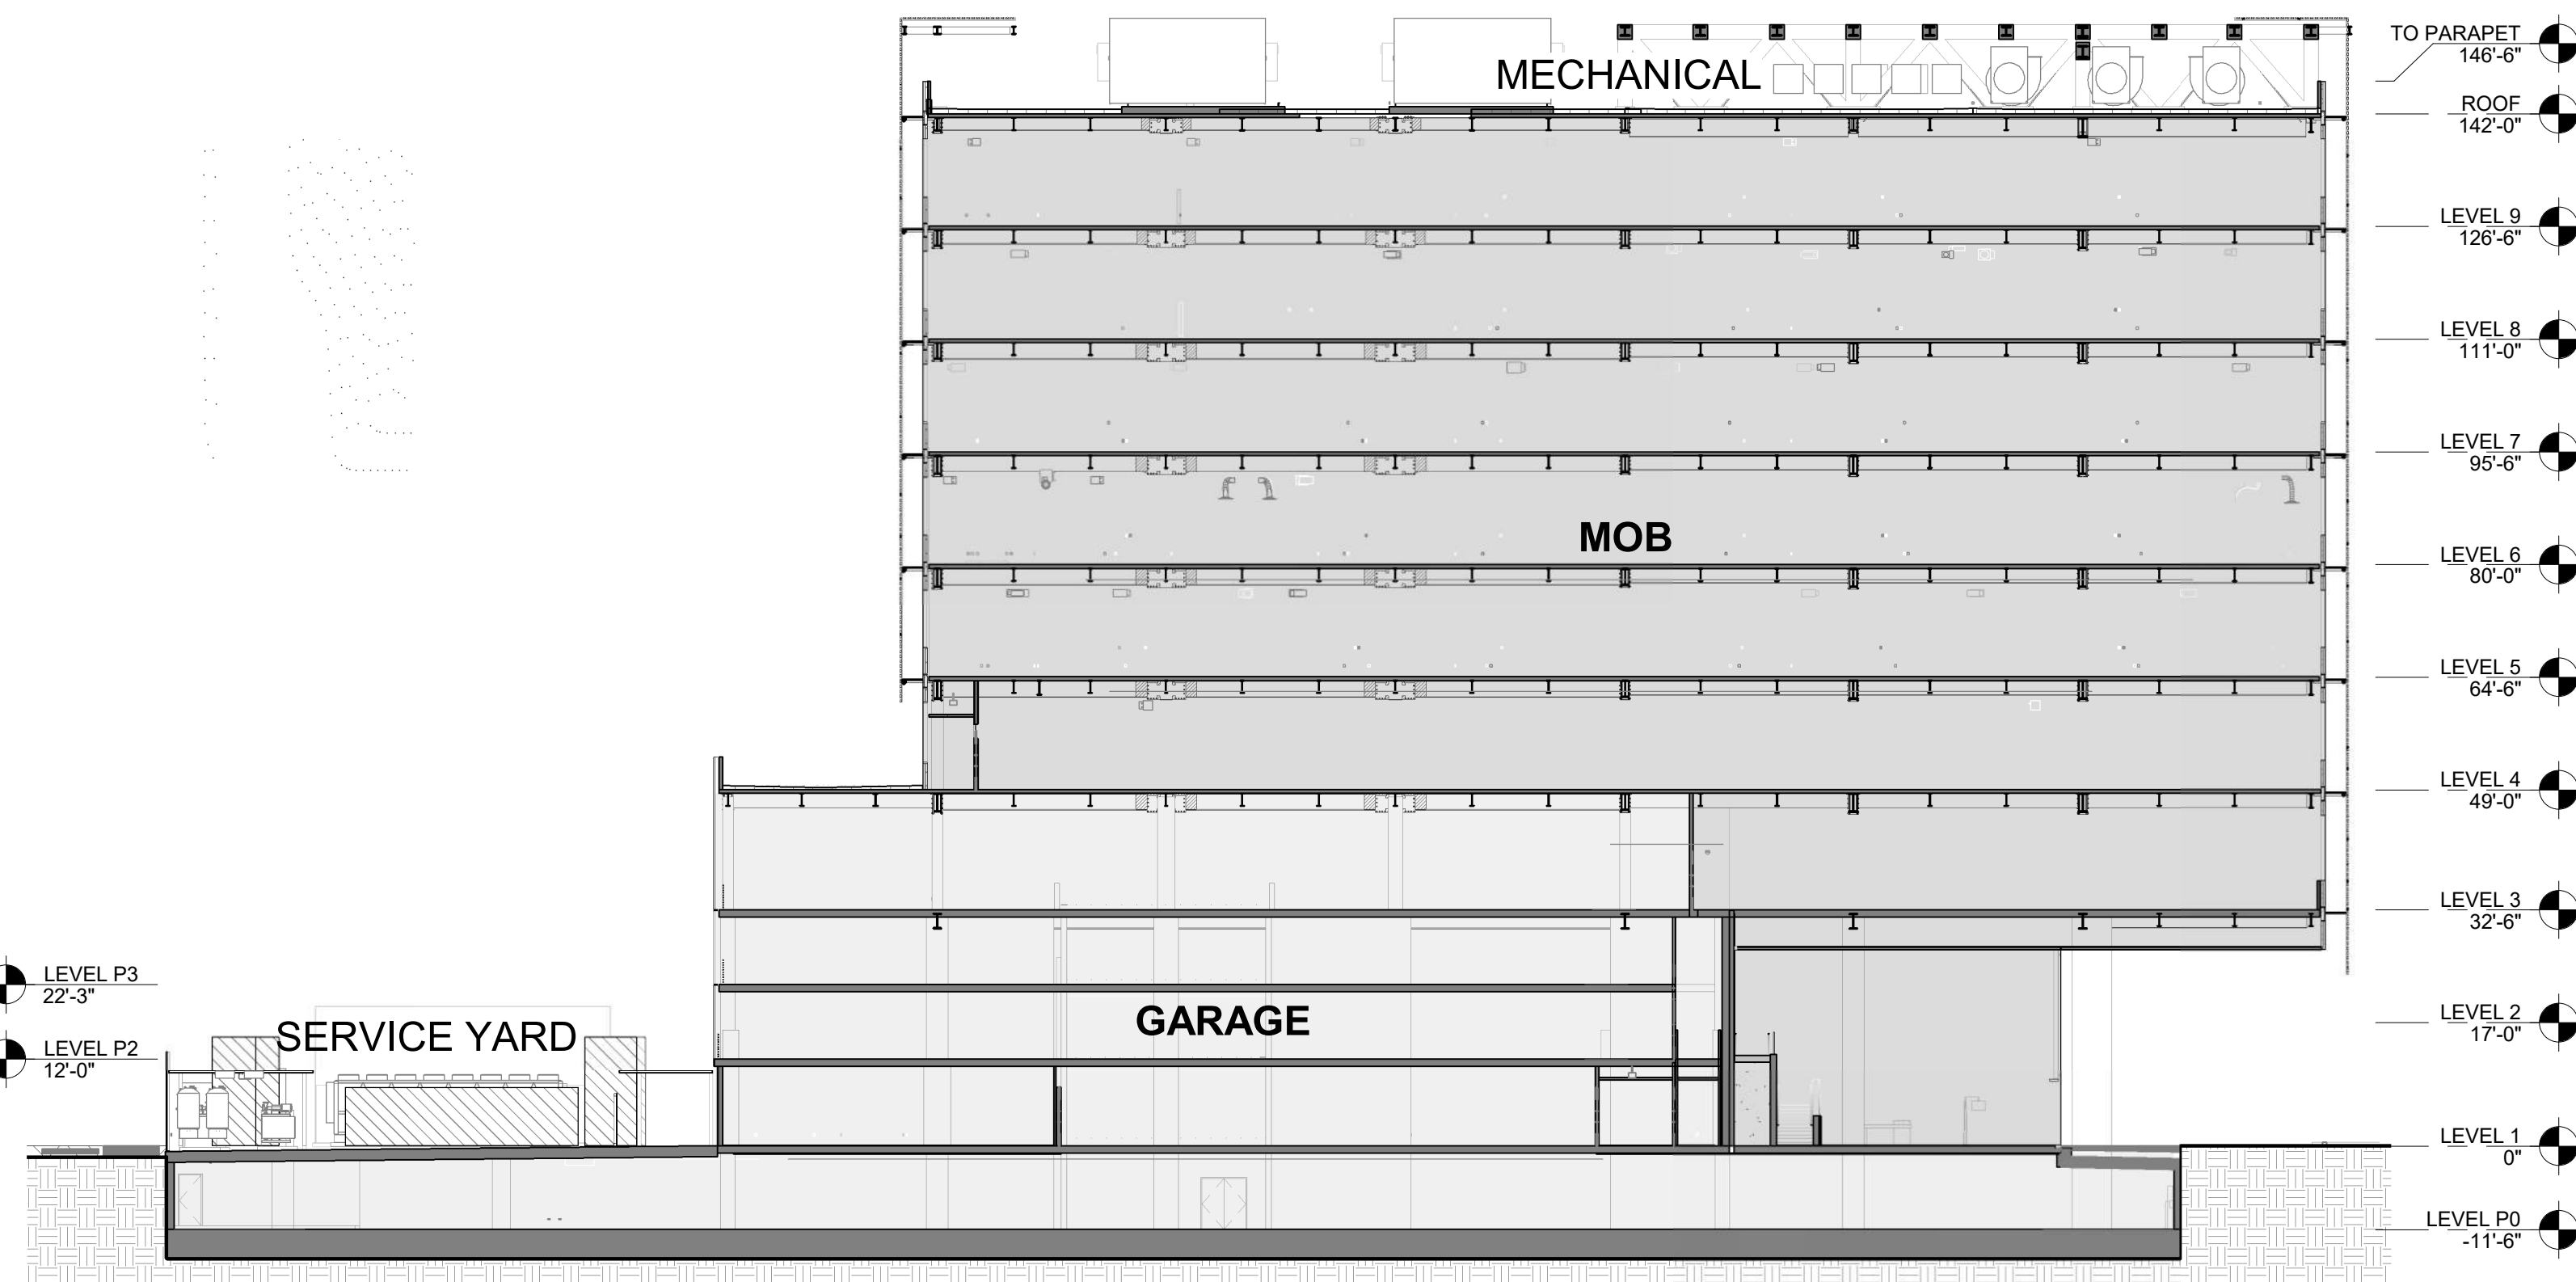 MECHANICAL
TO PARAPET
146'-6"
ROOF
142'-0"
LEVEL 9
126'-6"
LEVEL 8
111'-0"
LEVEL 7
95'-6"
MOB
LEVEL 6
80'-0"
LEVEL 5
64'-6"
LEVEL 4
49'-0"
LEVEL 3
32'-6"
LEVEL P3
22'-3"
GARAGE
LEVEL 2
17'-0"
SERVICE YARD
LEVEL P2
12'-0"
LEVEL 1
0"
LEVEL P0
-11'-6"